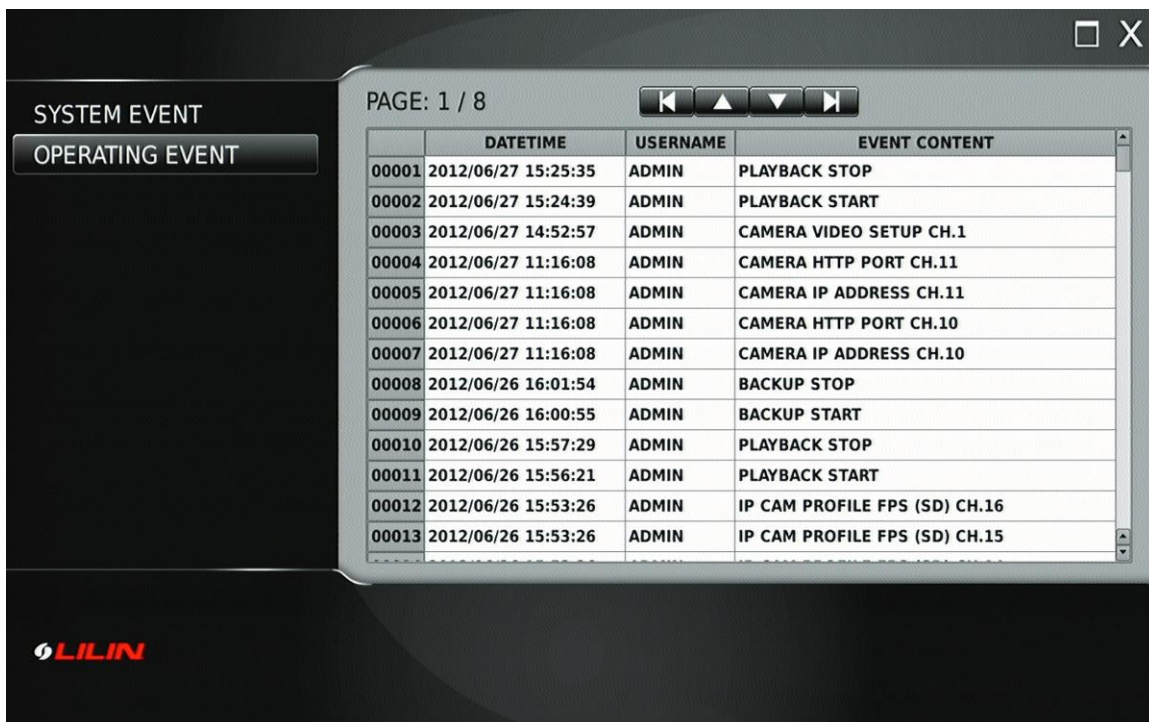 X
SYSTEM EVENT
OPERATING EVENT
PAGE: 1 / 8
DATETIME USERNAME EVENT CONTENT
00001 2012/06/27 15:25:35 ADMIN PLAYBACK STOP
00002 2012/06/27 15:24:39 ADMIN PLAYBACK START
00003 2012/06/27 14:52:57 ADMIN CAMERA VIDEO SETUP CH.1
00004 2012/06/27 11:16:08 ADMIN CAMERA HTTP PORT CH.11
00005 2012/06/27 11:16:08 ADMIN CAMERA IP ADDRESS CH.11
00006 2012/06/27 11:16:08 ADMIN CAMERA HTTP PORT CH.10
00007 2012/06/27 11:16:08 ADMIN CAMERA IP ADDRESS CH.10
00008 2012/06/26 16:01:54 ADMIN BACKUP STOP
00009 2012/06/26 16:00:55 ADMIN BACKUP START
00010 2012/06/26 15:57:29 ADMIN PLAYBACK STOP
00011 2012/06/26 15:56:21 ADMIN PLAYBACK START
00012 2012/06/26 15:53:26 ADMIN IP CAM PROFILE FPS (SD) CH.16
00013 2012/06/26 15:53:26 ADMIN IP CAM PROFILE FPS (SD) CH.15
LILIN